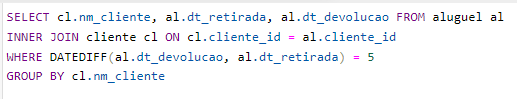 SELECT cl.nm_cliente, al.dt_retirada, al.dt_devolucao FROM aluguel al
INNER JOIN cliente cl ON cl.cliente_id = al.cliente_id
WHERE DATEDIFF(al.dt_devolucao, al.dt_retirada) = 5
GROUP BY cl.nm_cliente